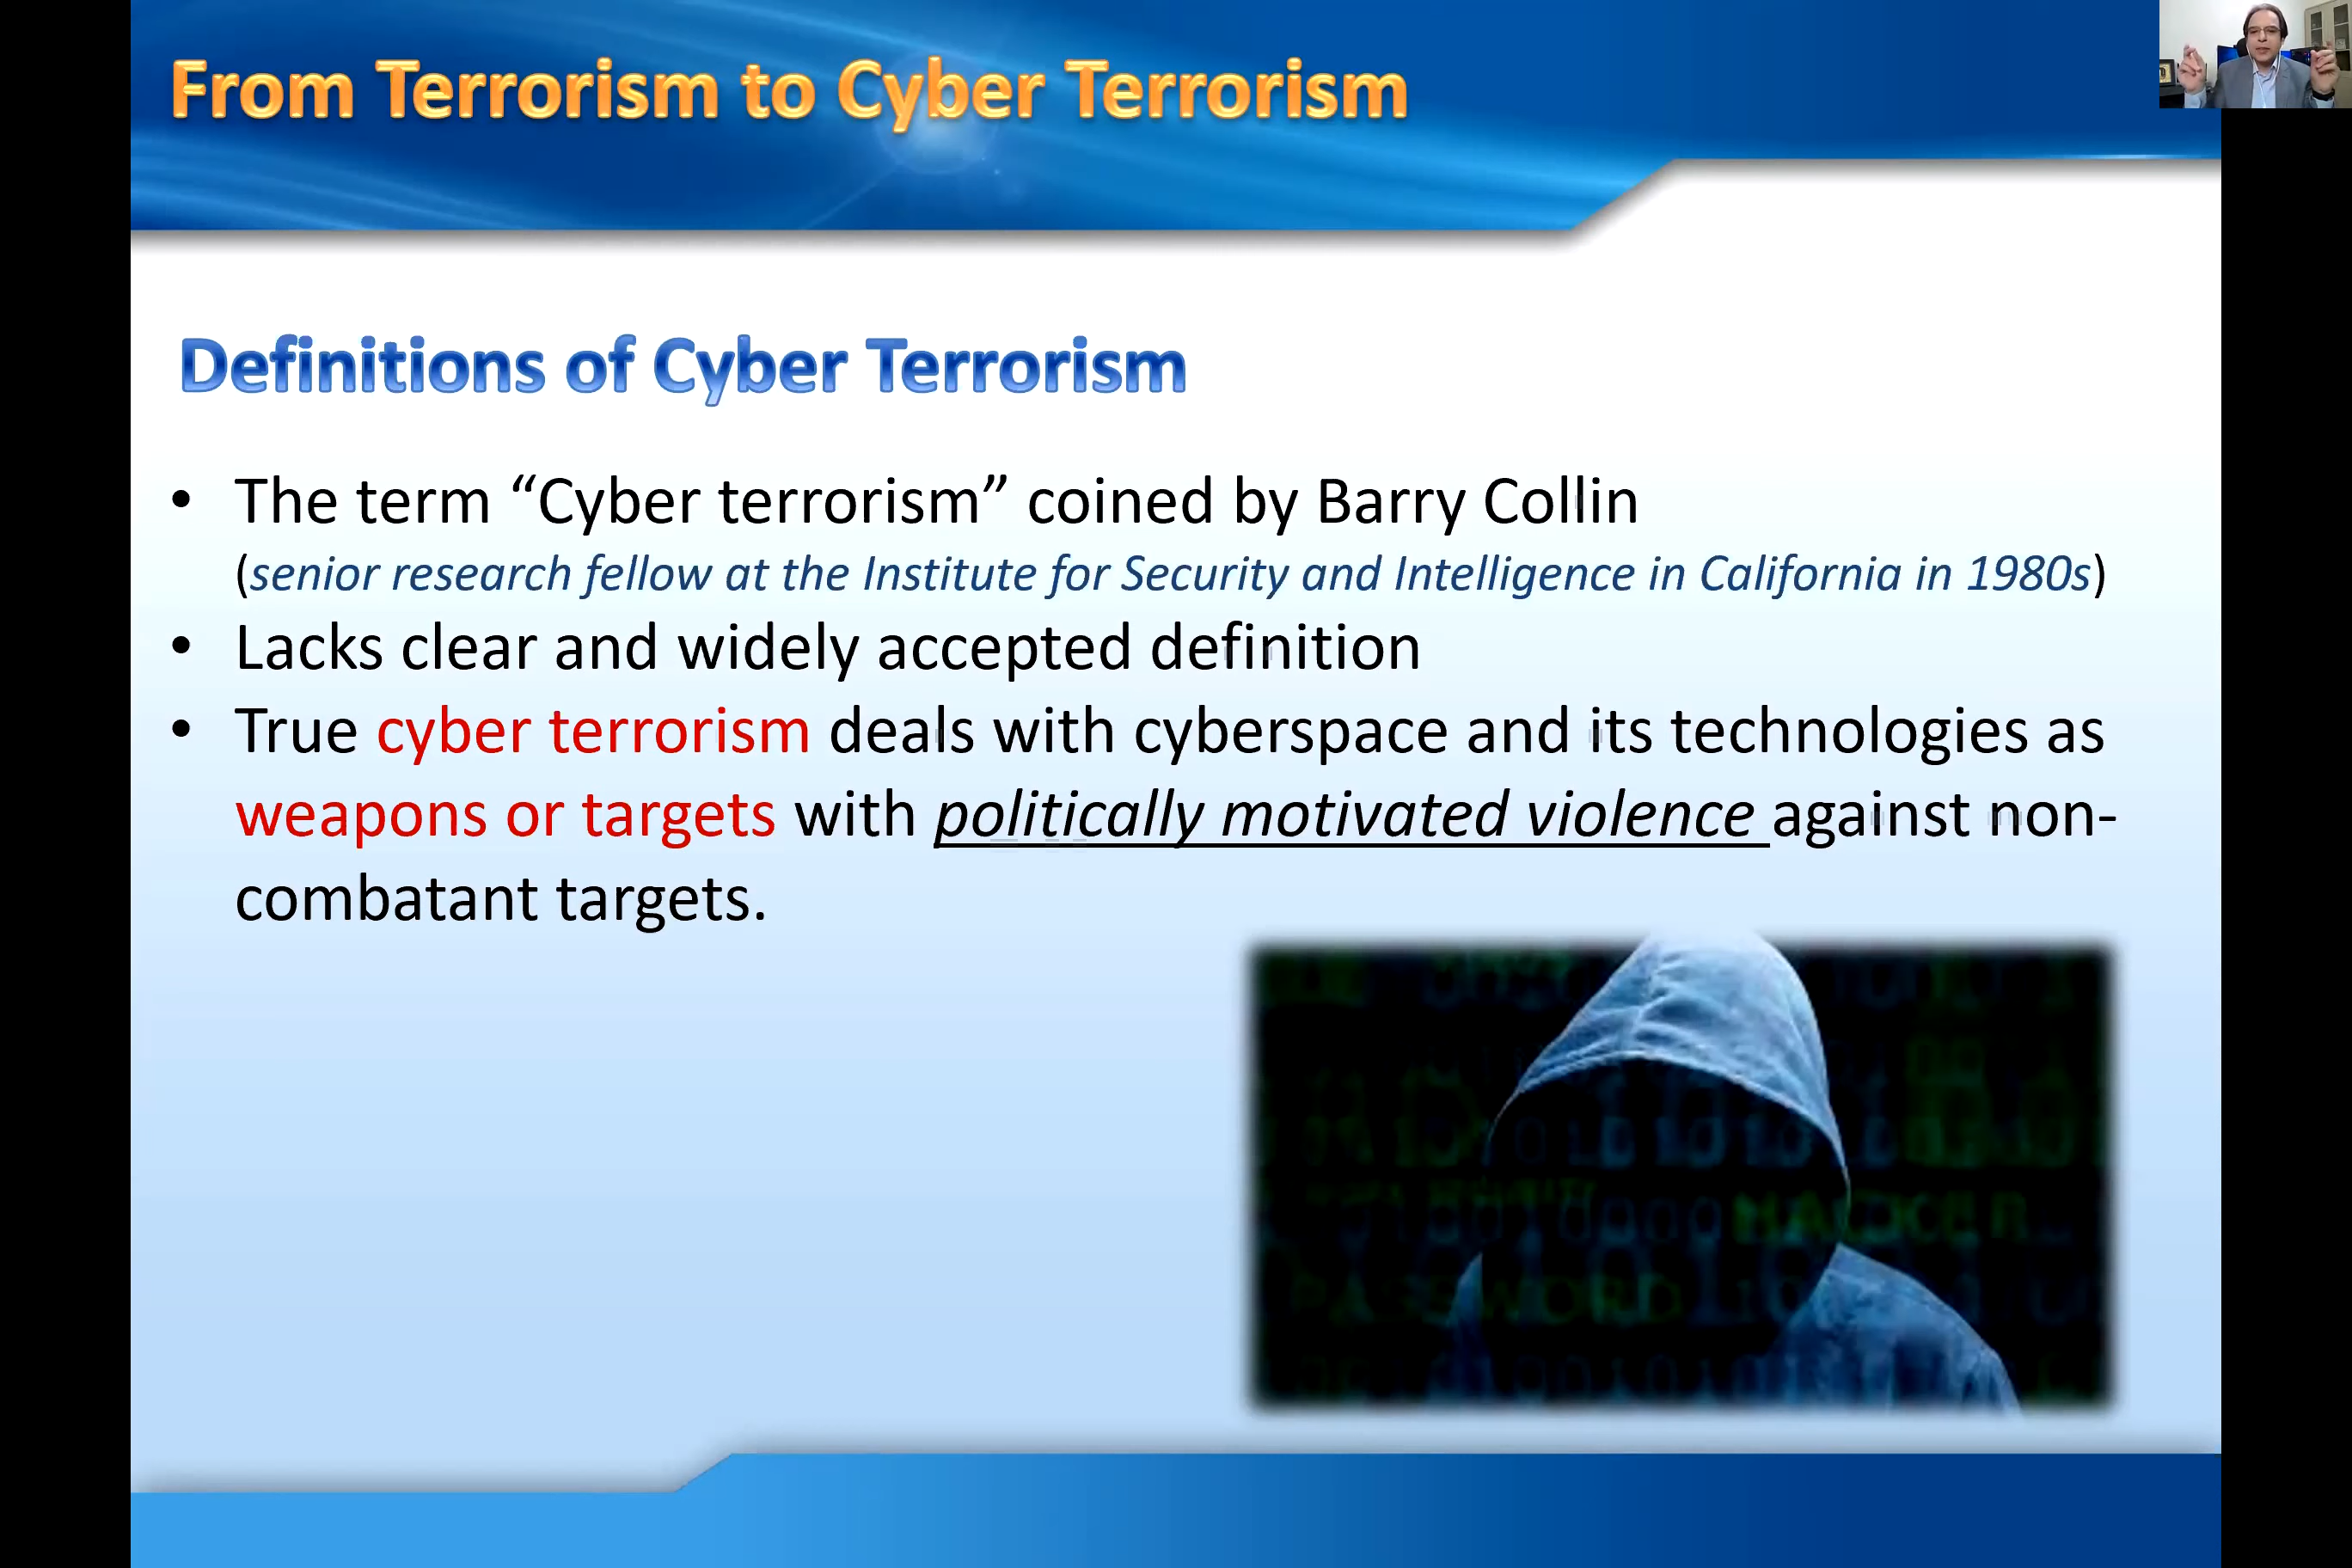 From Terrorism to Cyber Terrorism
Definitions of Cyber Terrorism
• The term “Cyber terrorism” coined by Barry Collin
(senior research fellow at the Institute for Security and Intelligence in California in 1980s)
• Lacks clear and widely accepted definition
• True cyber terrorism deals with cyberspace and its technologies as
weapons or targets with politically motivated violence against non-
combatant targets.
HACKER
PASSWORD